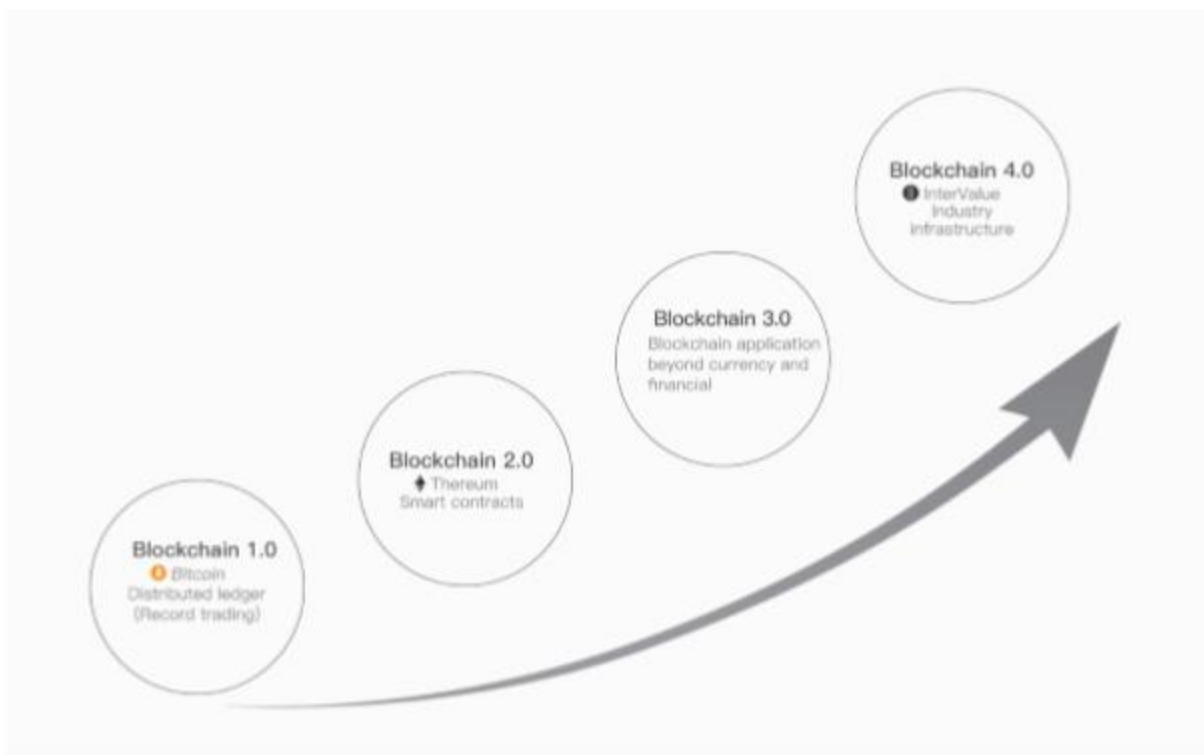 Blockchain 1.0
Bitcoin
Distributed ledger
(Record trading)
Blockchain 2.0
Thereum
Smart contracts
Blockchain 3.0
Blockchain application
beyond currency and
financial
Blockchain 4.0
InterValue
Industry
infrastructure